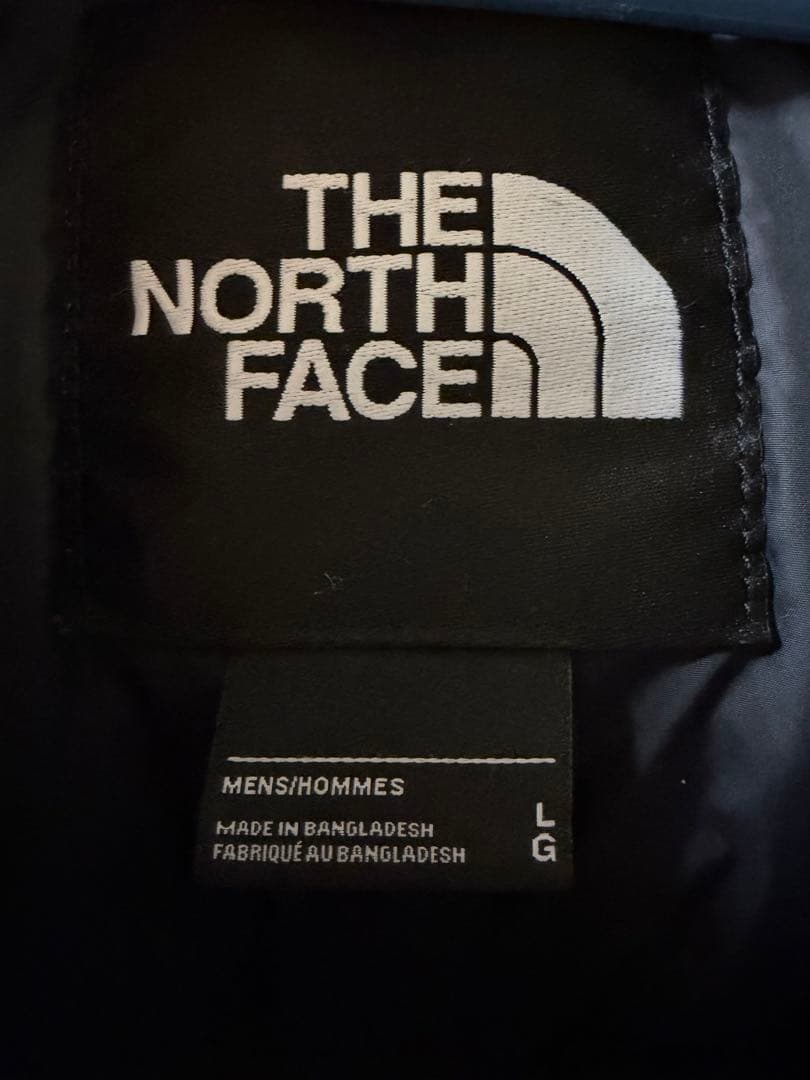 THE
NORTH
FACE
MENS/HOMMES
L
MADE IN BANGLADESH
FABRIQUÉ AU BANGLADESH
G